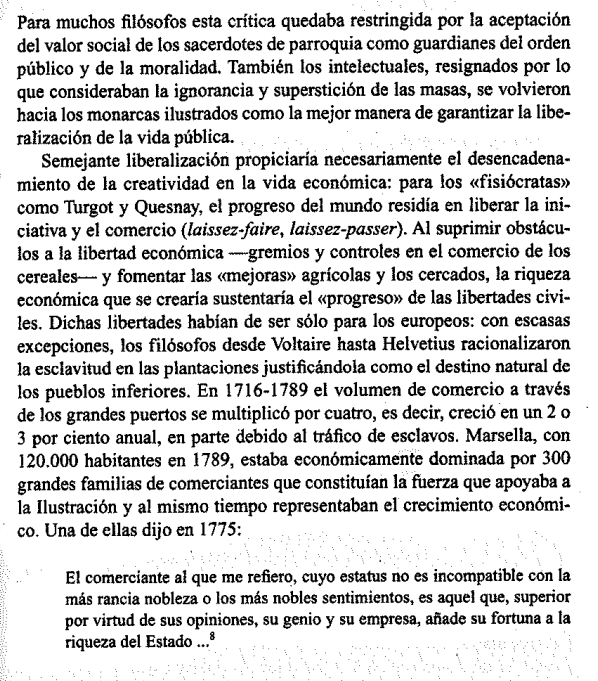 Para muchos filósofos esta crítica quedaba restringida por la aceptación
del valor social de los sacerdotes de parroquia como guardianes del orden
público y de la moralidad. También los intelectuales, resignados por lo
que consideraban la ignorancia y superstición de las masas, se volvieron
hacia los monarcas ilustrados como la mejor manera de garantizar la libe-
ralización de la vida pública.
Semejante liberalización propiciaría necesariamente el desencadena-
miento de la creatividad en la vida económica: para los «fisiócratas»
como Turgot y Quesnay, el progreso del mundo residía en liberar la ini-
ciativa y el comercio (laissez-faire, laissez-passer). Al suprimir obstácu-
los a la libertad económica —gremios y controles en el comercio de los
cereales— y fomentar las «mejoras» agrícolas y los cercados, la riqueza
económica que se crearía sustentaría el «progreso» de las libertades civi-
les. Dichas libertades habían de ser sólo para los europeos: con escasas
excepciones, los filósofos desde Voltaire hasta Helvetius racionalizaron
la esclavitud en las plantaciones justificándola como el destino natural de
los pueblos inferiores. En 1716-1789 el volumen de comercio a través
de los grandes puertos se multiplicó por cuatro, es decir, creció en un 2 o
3 por ciento anual, en parte debido al tráfico de esclavos. Marsella, con
120.000 habitantes en 1789, estaba económicamente dominada por 300
grandes familias de comerciantes que constituían la fuerza que apoyaba a
la Ilustración y al mismo tiempo representaban el crecimiento económi-
co. Una de ellas dijo en 1775:
El comerciante al que me refiero, cuyo estatus no es incompatible con la
más rancia nobleza o los más nobles sentimientos, es aquel que, superior
por virtud de sus opiniones, su genio y su empresa, añade su fortuna a la
riqueza del Estado ...⁸